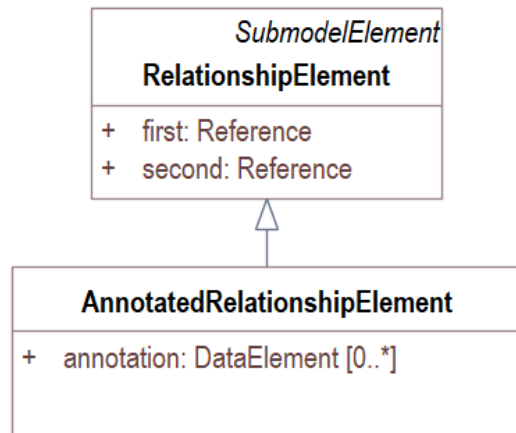 SubmodelElement
RelationshipElement
+ first: Reference
+ second: Reference
AnnotatedRelationshipElement
+ annotation: DataElement [0..*]